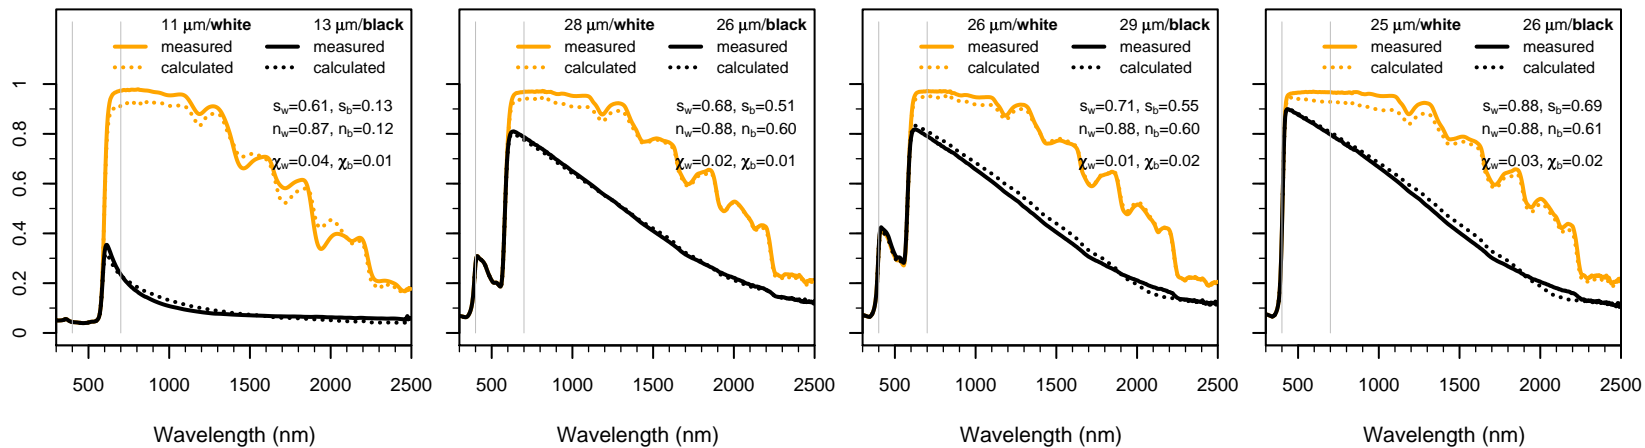 11 μm/white 13 μm/black
measured measured
calculated calculated
s_w=0.61, s_b=0.13
n_w=0.87, n_b=0.12
χ_w=0.04, χ_b=0.01
0 0.2 0.4 0.6 0.8 1
500 1000 1500 2000 2500
Wavelength (nm)
28 μm/white 26 μm/black
measured measured
calculated calculated
s_w=0.68, s_b=0.51
n_w=0.88, n_b=0.60
χ_w=0.02, χ_b=0.01
500 1000 1500 2000 2500
Wavelength (nm)
26 μm/white 29 μm/black
measured measured
calculated calculated
s_w=0.71, s_b=0.55
n_w=0.88, n_b=0.60
χ_w=0.01, χ_b=0.02
500 1000 1500 2000 2500
Wavelength (nm)
25 μm/white 26 μm/black
measured measured
calculated calculated
s_w=0.88, s_b=0.69
n_w=0.88, n_b=0.61
χ_w=0.03, χ_b=0.02
500 1000 1500 2000 2500
Wavelength (nm)